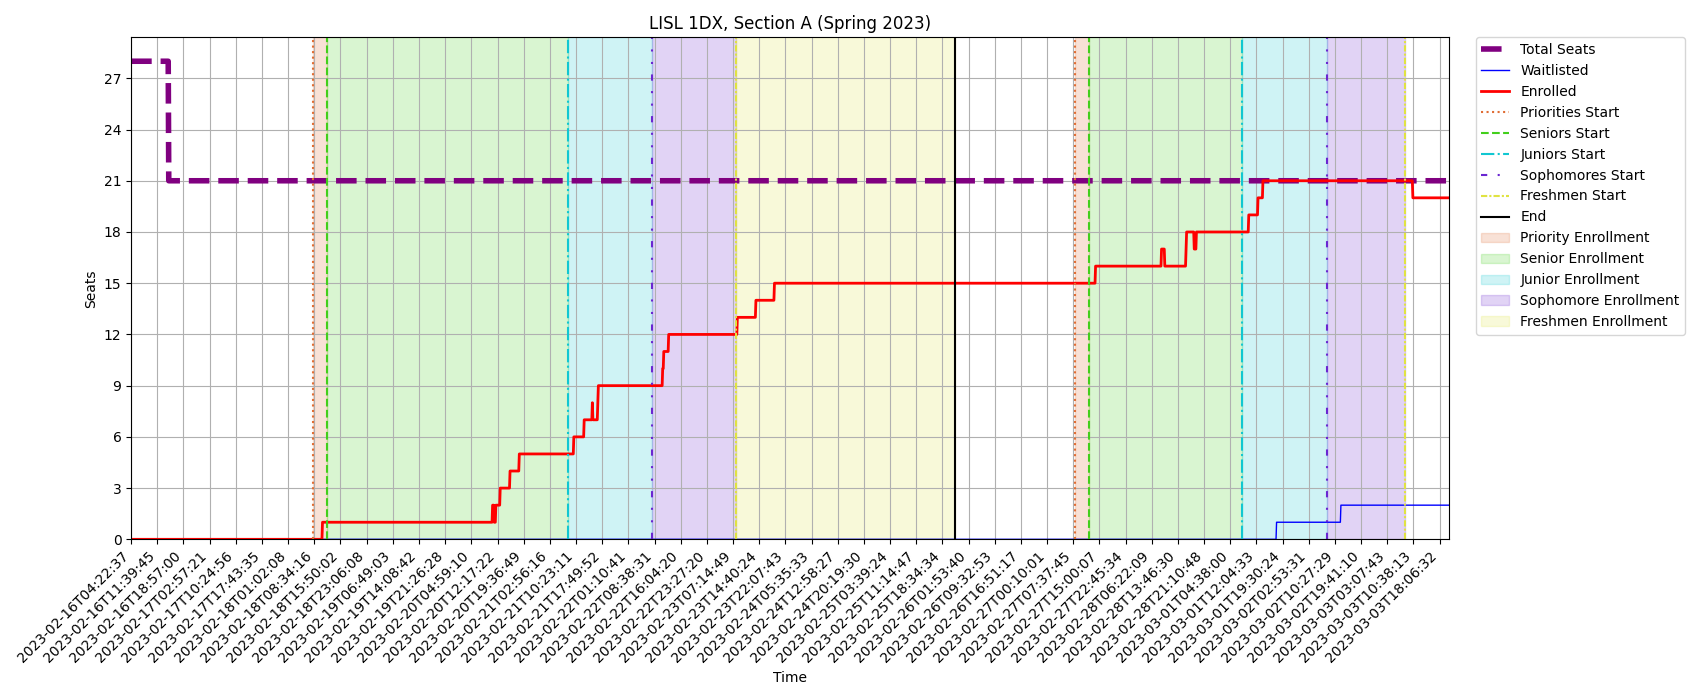 LISL 1DX, Section A (Spring 2023)
Total Seats
Waitlisted
Enrolled
Priorities Start
Seniors Start
Juniors Start
Sophomores Start
Freshmen Start
End
Priority Enrollment
Senior Enrollment
Junior Enrollment
Sophomore Enrollment
Freshmen Enrollment
Seats
27
24
21
18
15
12
9
6
3
0
2023-02-16T04:22:37
2023-02-16T11:39:45
2023-02-16T18:57:00
2023-02-17T02:57:21
2023-02-17T10:24:56
2023-02-17T17:43:35
2023-02-18T01:02:08
2023-02-18T08:34:16
2023-02-18T15:50:02
2023-02-18T23:06:08
2023-02-19T06:49:03
2023-02-19T14:08:42
2023-02-19T21:26:28
2023-02-20T04:59:10
2023-02-20T12:17:22
2023-02-20T19:36:49
2023-02-21T02:56:16
2023-02-21T10:23:11
2023-02-21T17:49:52
2023-02-22T01:10:41
2023-02-22T08:38:31
2023-02-22T16:04:20
2023-02-22T23:27:20
2023-02-23T07:14:49
2023-02-23T14:40:24
2023-02-23T22:07:43
2023-02-24T05:35:33
2023-02-24T12:58:27
2023-02-24T20:19:30
2023-02-25T03:39:24
2023-02-25T11:14:47
2023-02-25T18:34:34
2023-02-26T01:53:40
2023-02-26T09:32:53
2023-02-26T16:51:17
2023-02-27T00:10:01
2023-02-27T07:37:45
2023-02-27T15:00:07
2023-02-27T22:45:34
2023-02-28T06:22:09
2023-02-28T13:46:30
2023-02-28T21:10:48
2023-03-01T04:38:00
2023-03-01T12:04:33
2023-03-01T19:30:24
2023-03-02T02:53:31
2023-03-02T10:27:29
2023-03-02T19:41:10
2023-03-03T03:07:43
2023-03-03T10:38:13
2023-03-03T18:06:32
Time